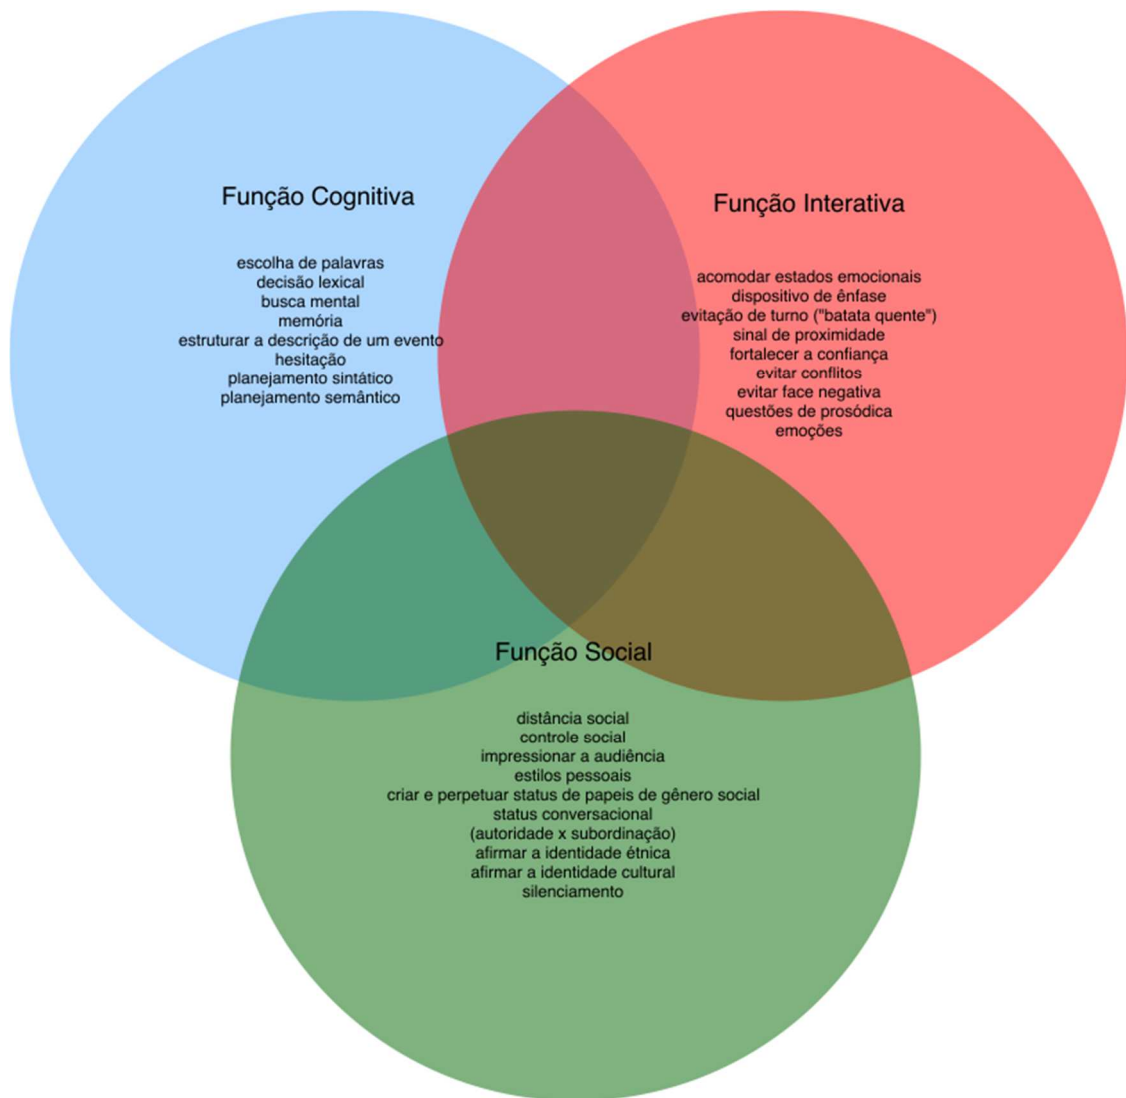 Função Cognitiva
escolha de palavras
decisão lexical
busca mental
memória
estruturar a descrição de um evento
hesitação
planejamento sintático
planejamento semântico
Função Interativa
acomodar estados emocionais
dispositivo de ênfase
evitação de turno ("batata quente")
sinal de proximidade
fortalecer a confiança
evitar conflitos
evitar face negativa
questões de prosódica
emoções
Função Social
distância social
controle social
impressionar a audiência
estilos pessoais
criar e perpetuar status de papeis de gênero social
status conversacional
(autoridade x subordinação)
afirmar a identidade étnica
afirmar a identidade cultural
silenciamento